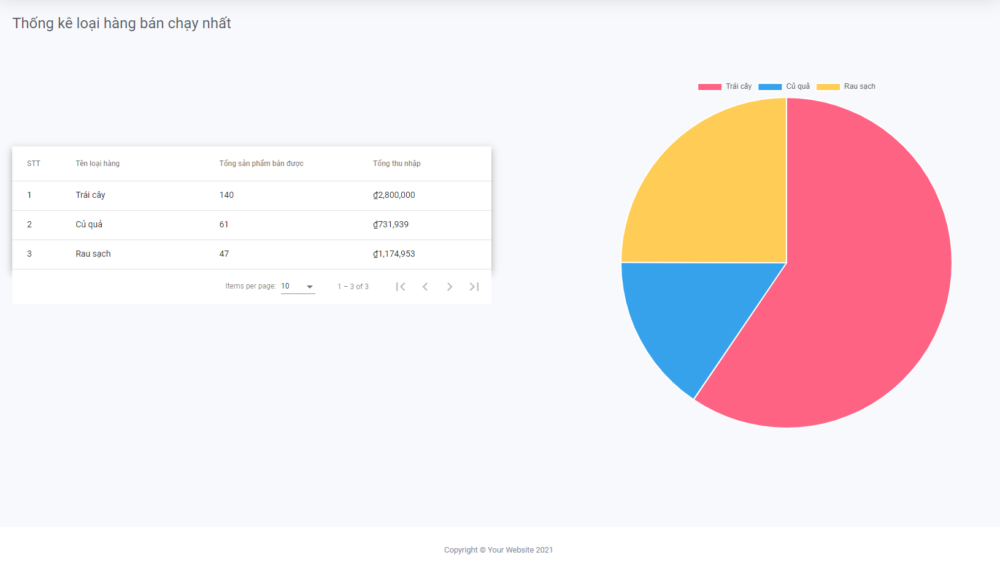 Thống kê loại hàng bán chạy nhất
Trái cây Củ quả Rau sạch
STT Tên loại hàng Tổng sản phẩm bán được Tổng thu nhập
1 Trái cây 140 ₫2,800,000
2 Củ quả 61 ₫731,939
3 Rau sạch 47 ₫1,174,953
Items per page: 10 1 – 3 of 3
Copyright © Your Website 2021